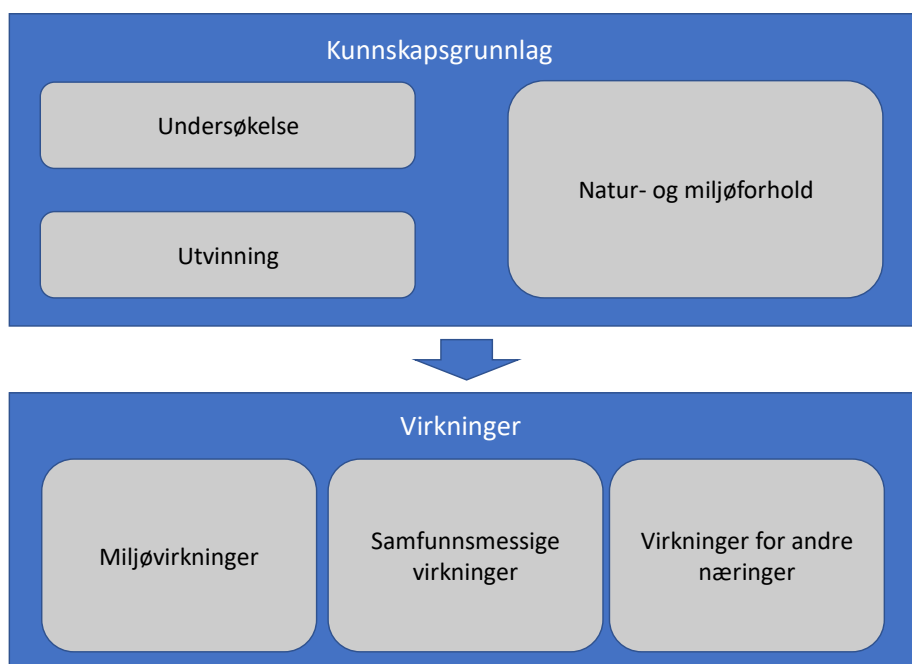 Kunnskapsgrunnlag
Undersøkelse
Utvinning
Natur- og miljøforhold
Virkninger
Miljøvirkninger
Samfunnsmessige
virkninger
Virkninger for andre
næringer